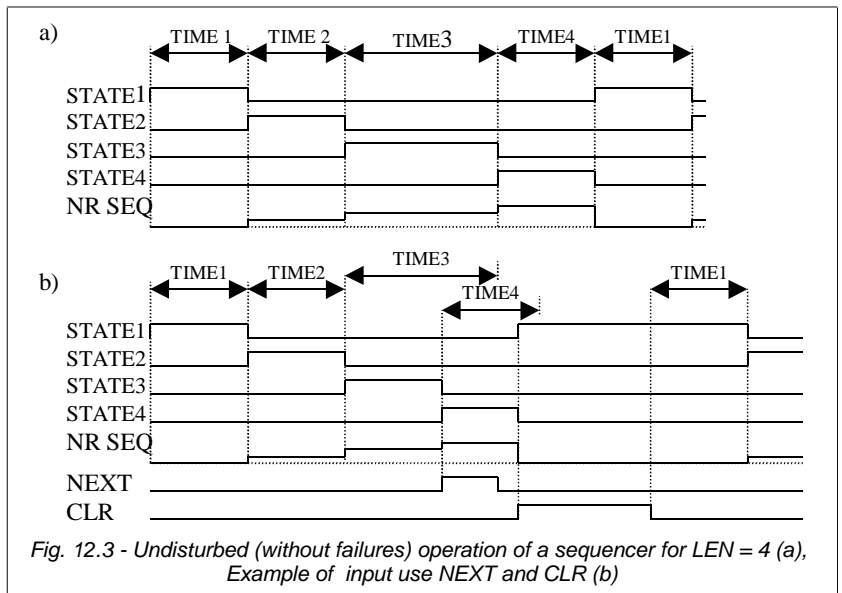 a)
TIME 1 TIME 2 TIME3 TIME4 TIME1
STATE1
STATE2
STATE3
STATE4
NR SEQ
b)
TIME1 TIME2 TIME3 TIME1
TIME4
STATE1
STATE2
STATE3
STATE4
NR SEQ
NEXT
CLR
Fig. 12.3 - Undisturbed (without failures) operation of a sequencer for LEN = 4 (a),
Example of input use NEXT and CLR (b)